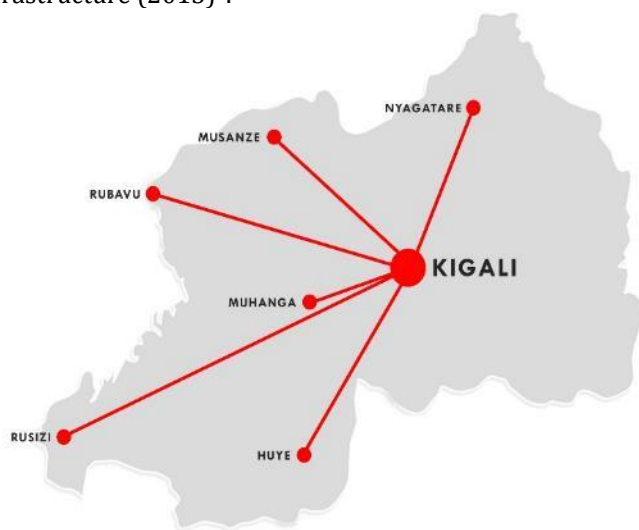 NYAGATARE
MUSANZE
RUBAVU
KIGALI
MUHANGA
RUSIZI
HUYE